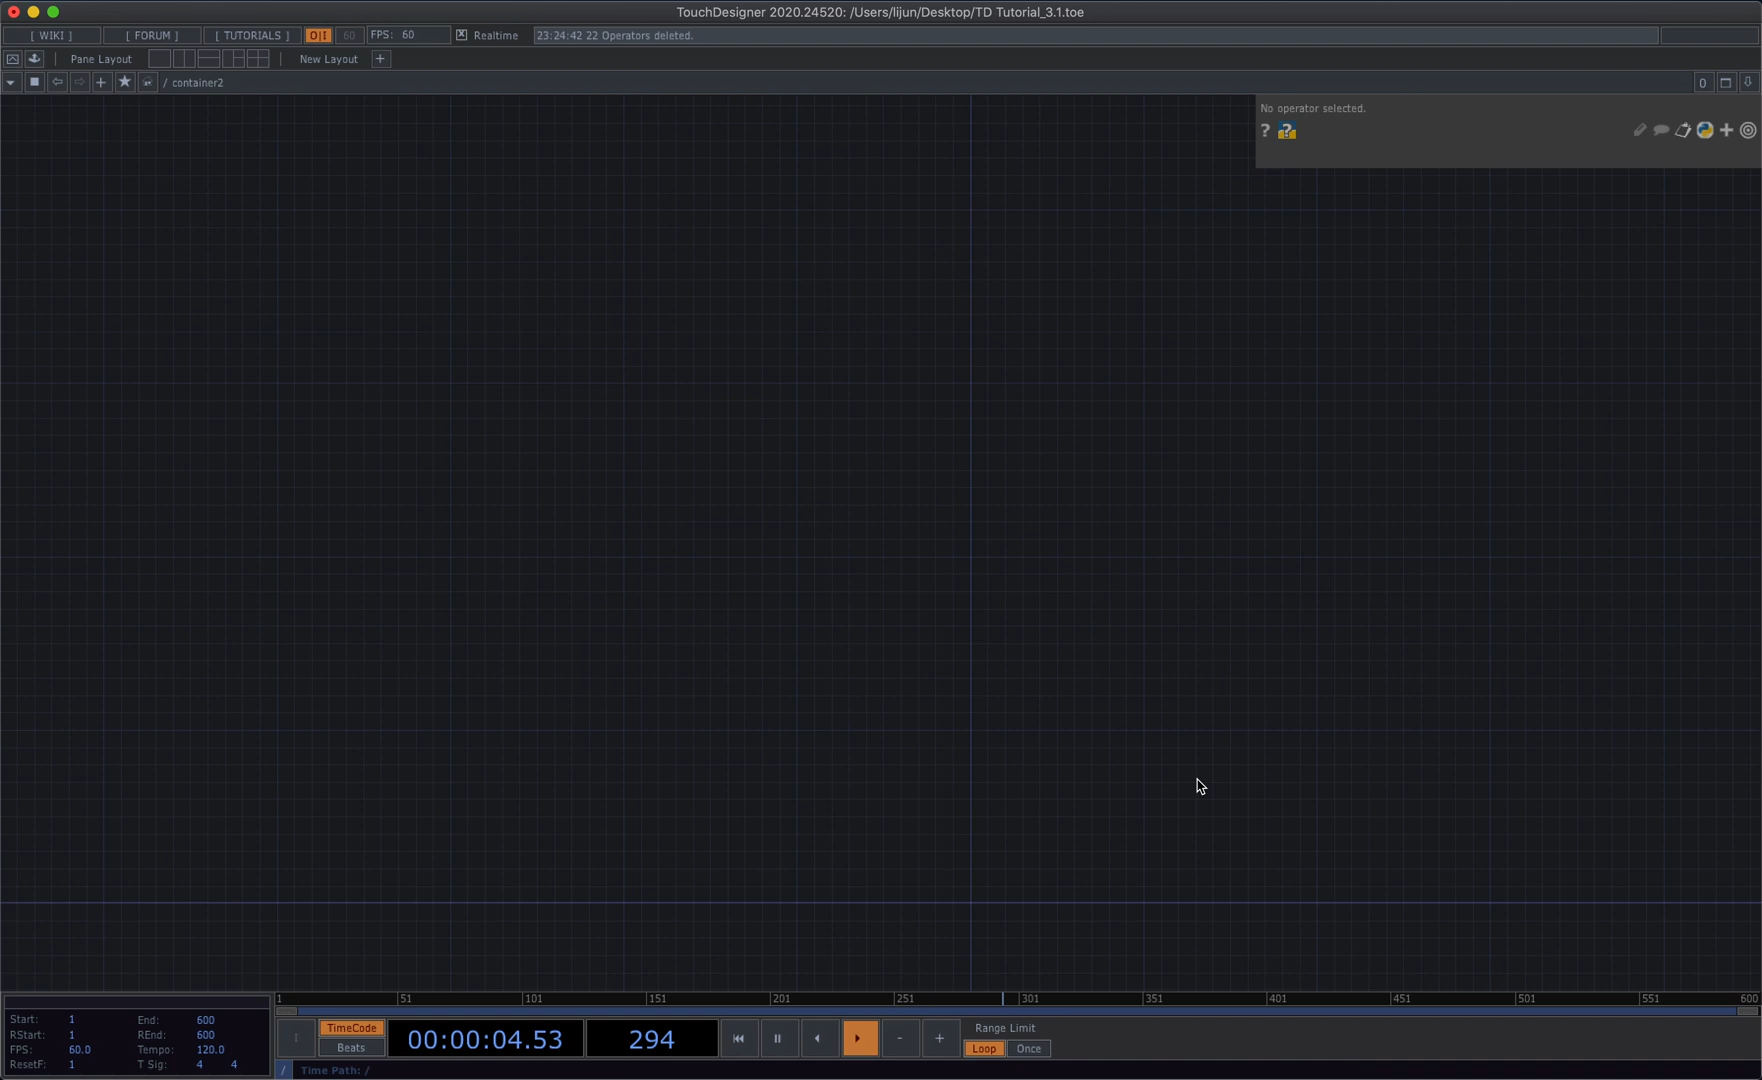 TouchDesigner 2020.24520: /Users/lijun/Desktop/TD Tutorial_3.1.toe
[ WIKI ] [ FORUM ] [ TUTORIALS ] O|I 60 FPS: 60 Realtime 23:24:42 22 Operators deleted.
Pane Layout New Layout +
/ container2 0
No operator selected.
1 51 101 151 201 251 301 351 401 451 501 551 600
Start: 1 End: 600
RStart: 1 REnd: 600
FPS: 60.0 Tempo: 120.0
ResetF: 1 T Sig: 4 4
TimeCode
Beats
00:00:04.53
294
- +
Range Limit
Loop Once
/ Time Path: /